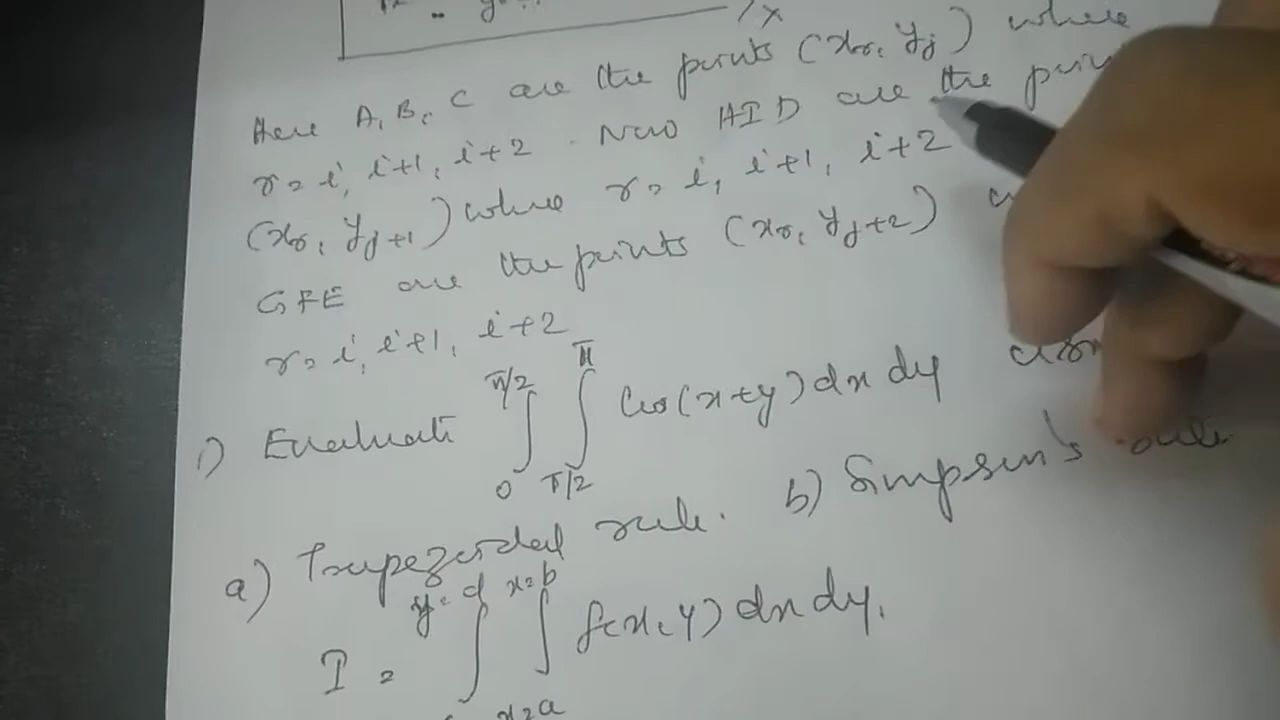 Here A, B, C are the points (xr, yj) where
r = i, i+1, i+2 . Now HID are the
(xr, yj+1) where r = i, i+1, i+2
GFE are the points (xr, yj+2)
r = i, i+1, i+2
1) Evaluate ∫₀^π/2 ∫π/2^π Cos(x+y) dx dy
a) Trapezoidal rule. b) Simpson's rule
I = ∫^y=d ∫x=a^x=b f(x, y) dx dy.